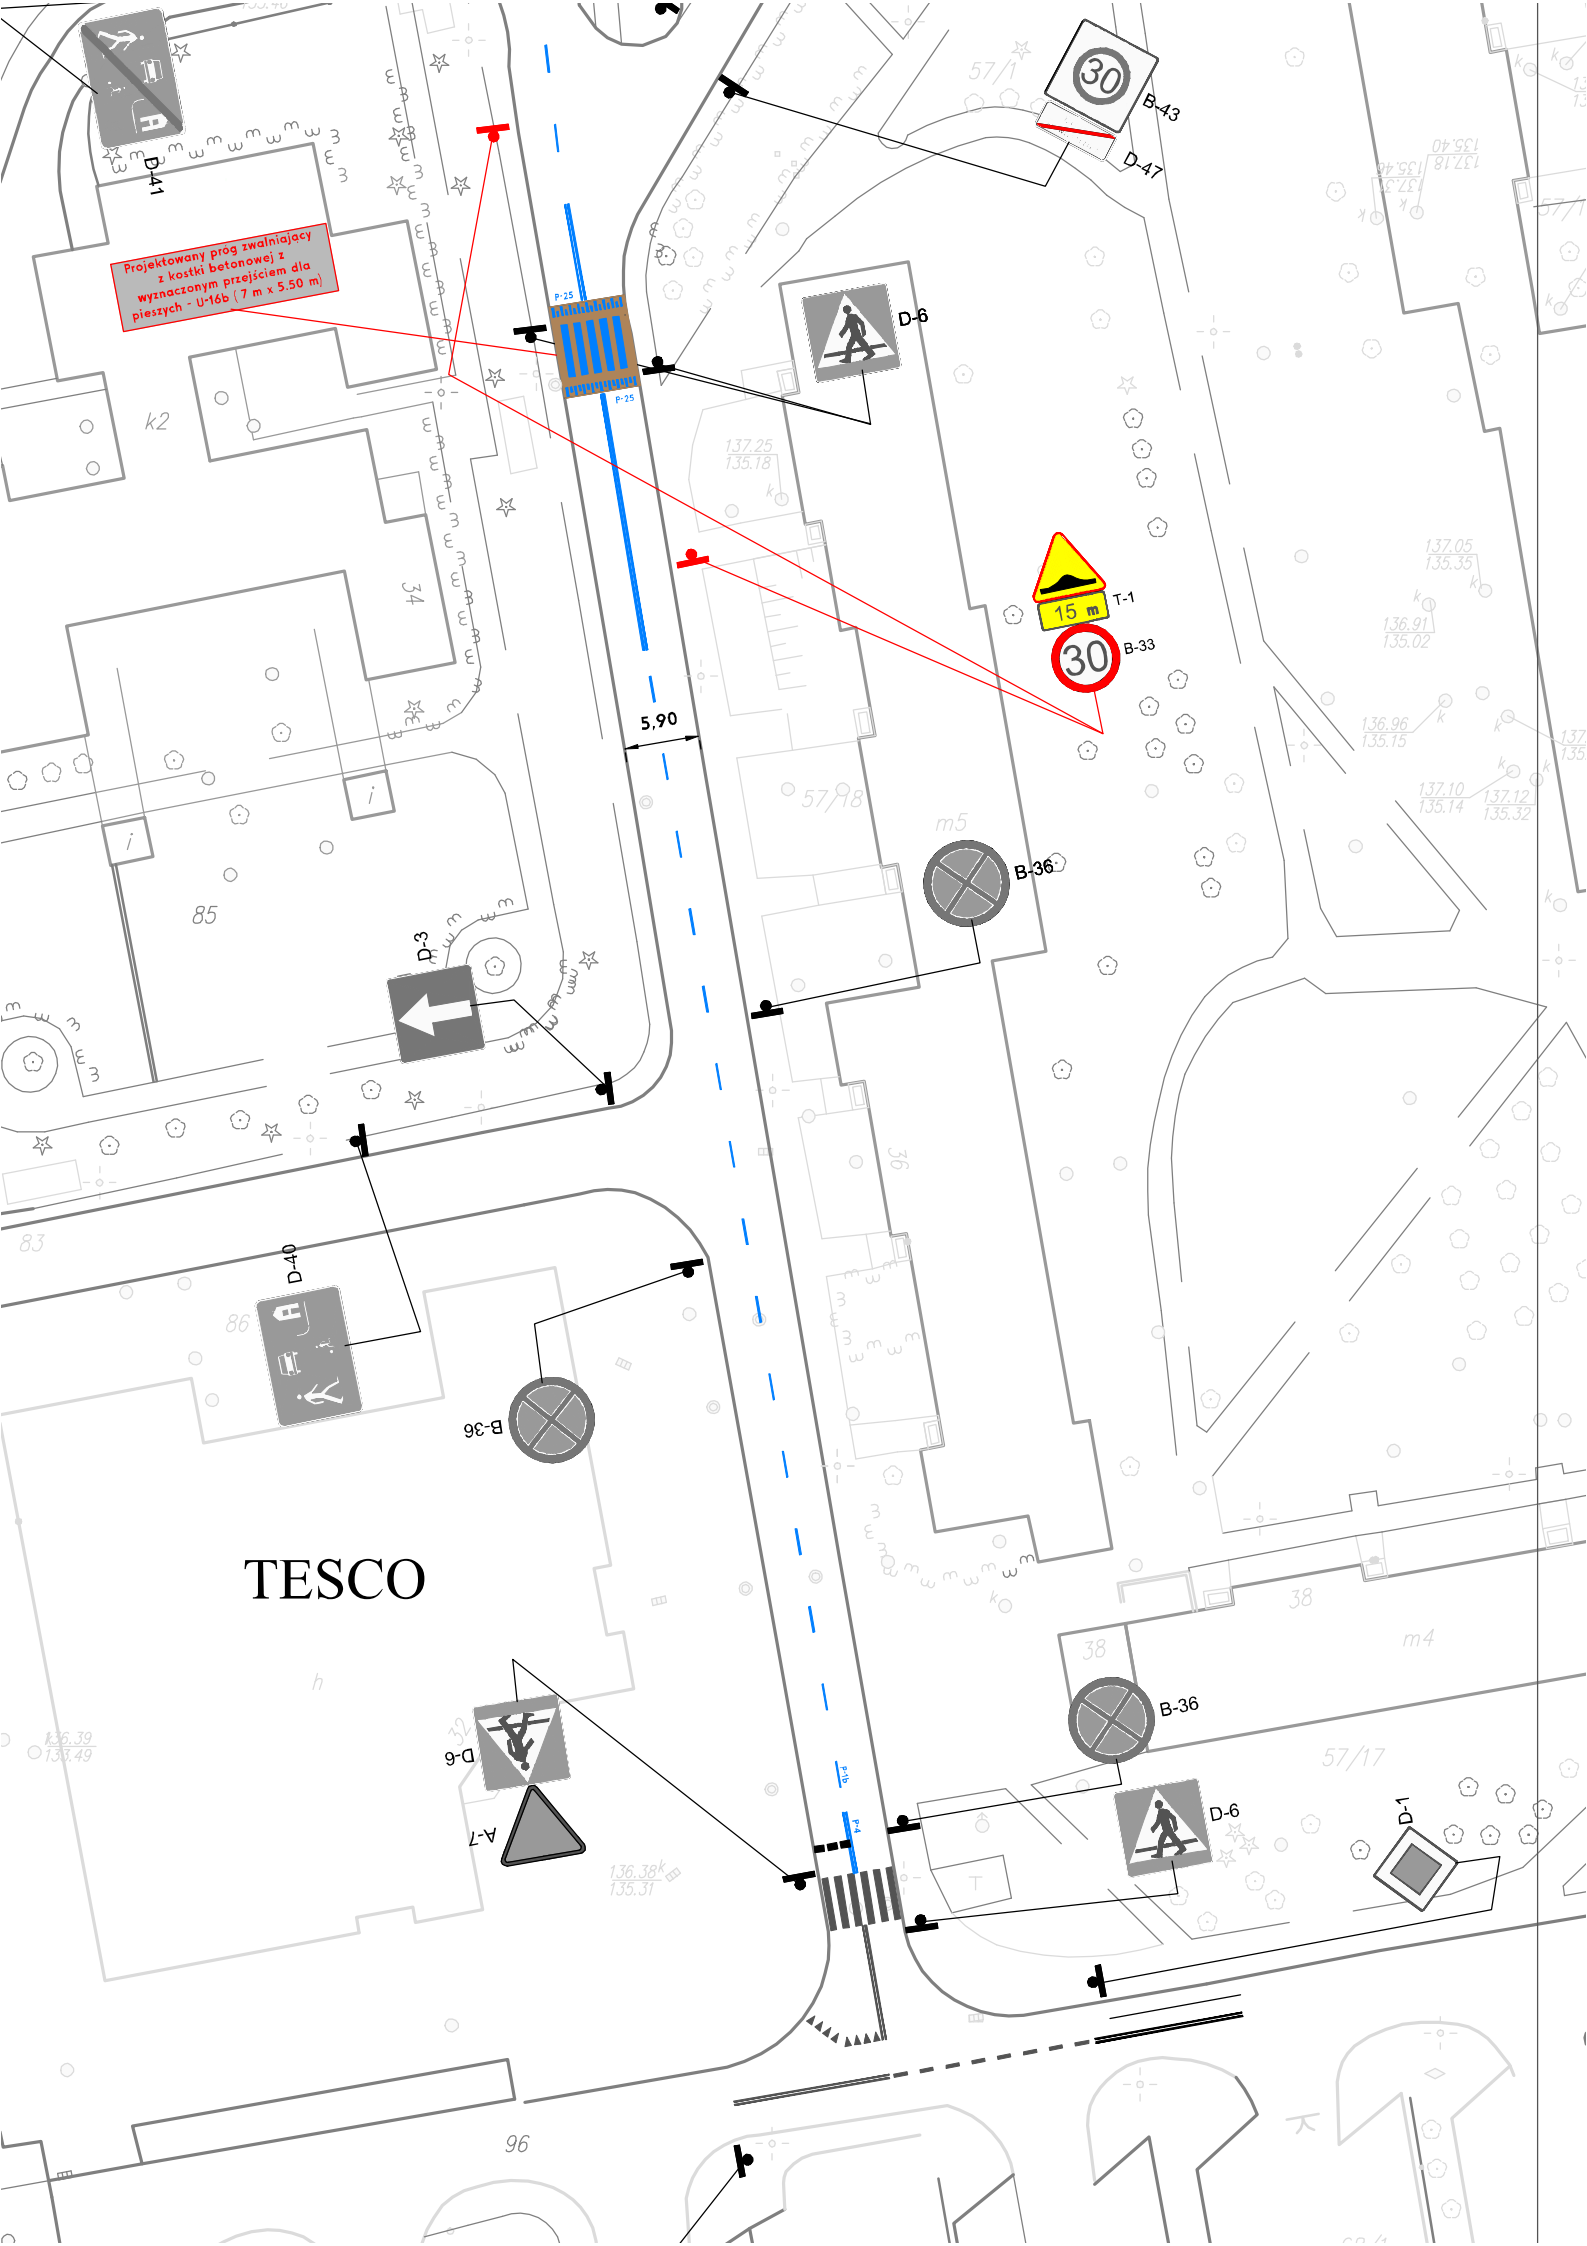 57/1
30
B-43
D-47
D-41
135.40
137.18
57/1
Projektowany próg zwalniający
z kostki betonowej z
wyznaczonym przejściem dla
pieszych - U-16b ( 7 m x 5.50 m)
P-25
D-6
P-25
k2
137.25
135.18
k
34
137.05
135.35
k
k
136.91
135.02
15 m
T-1
30
B-33
5,90
136.96
135.15
k
k
137.10
135.14
137.12
135.32
k
57/18
m5
i
i
B-36
85
k
D-3
36
83
D-40
86
B-36
TESCO
h
k
38
38
m4
32
D-6
136.39
133.49
B-36
57/17
P-1b
P-4
A-7
D-6
D-1
136.38
135.31
k
T
K
96